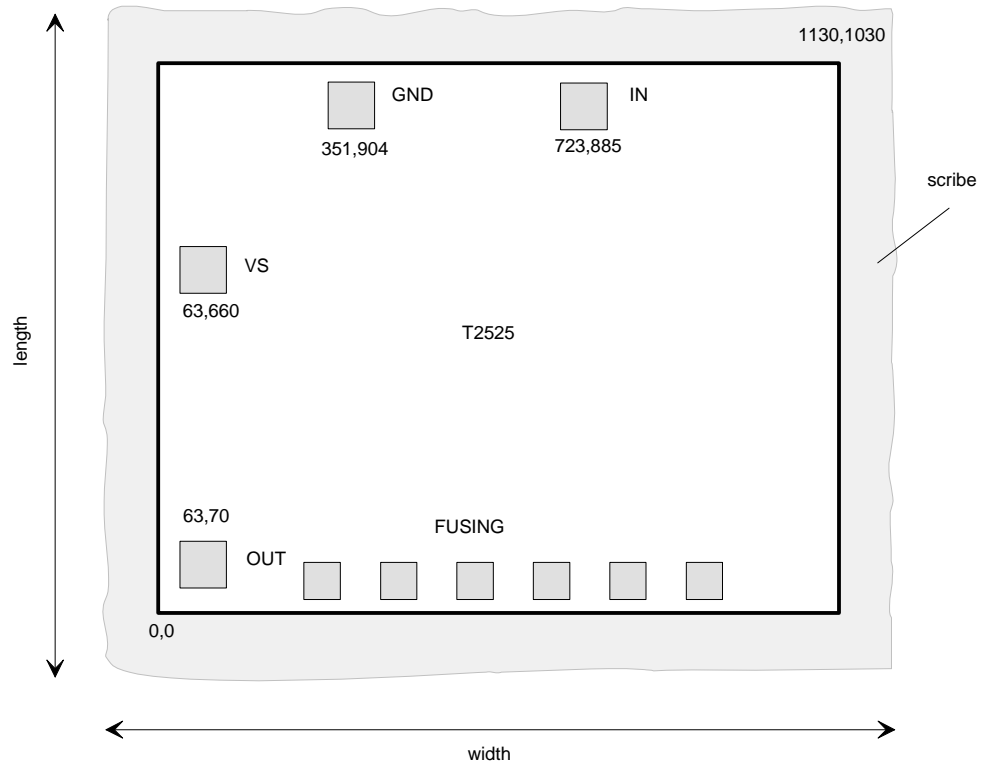 1130,1030
GND
IN
351,904
723,885
scribe
VS
63,660
length
T2525
63,70
FUSING
OUT
0,0
width